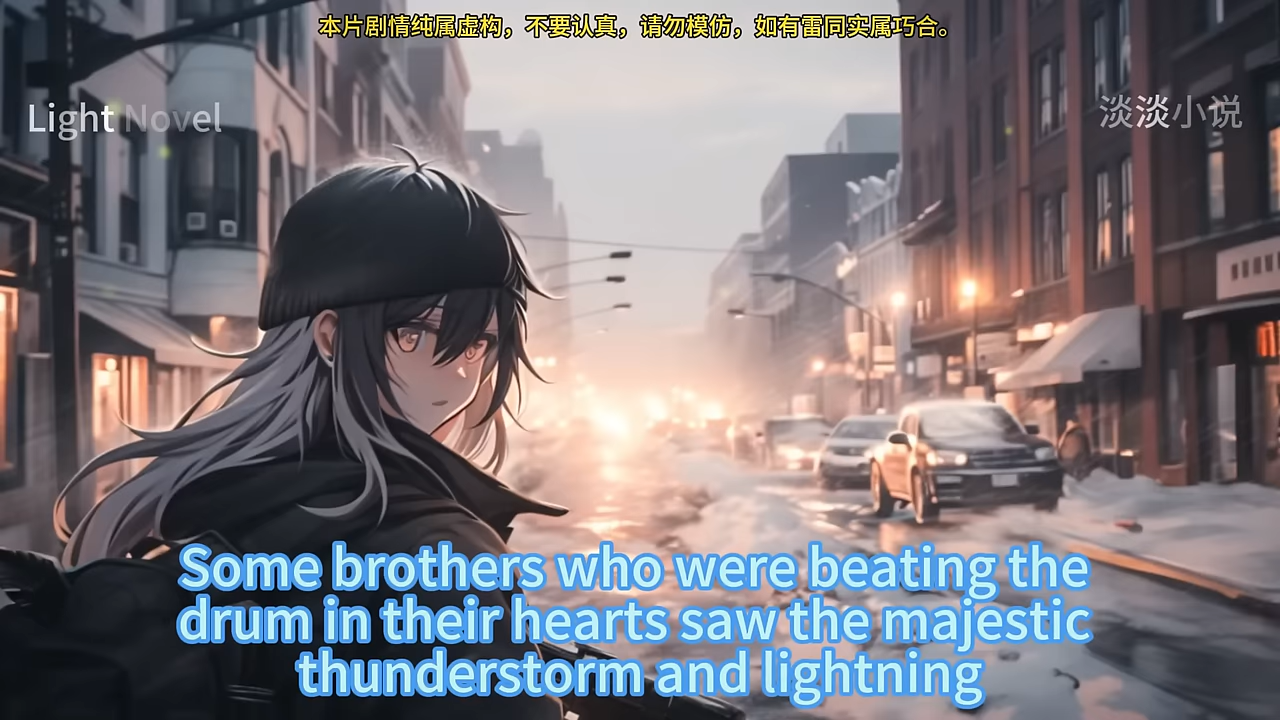 本片剧情纯属虚构，不要认真，请勿模仿，如有雷同实属巧合。
Light Novel
淡淡小说
Some brothers who were beating the
drum in their hearts saw the majestic
thunderstorm and lightning